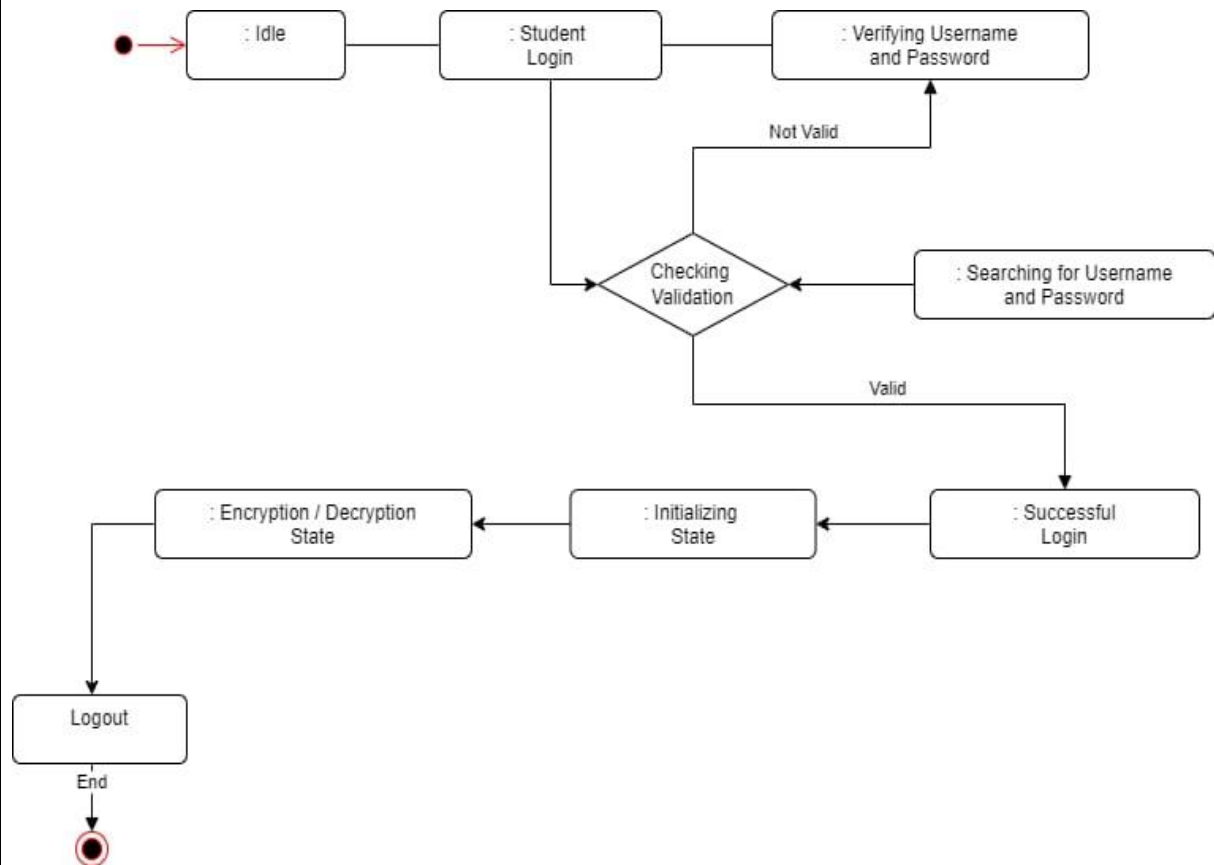 : Idle
: Student
Login
: Verifying Username
and Password
Not Valid
Checking
Validation
: Searching for Username
and Password
Valid
: Encryption / Decryption
State
: Initializing
State
: Successful
Login
Logout
End